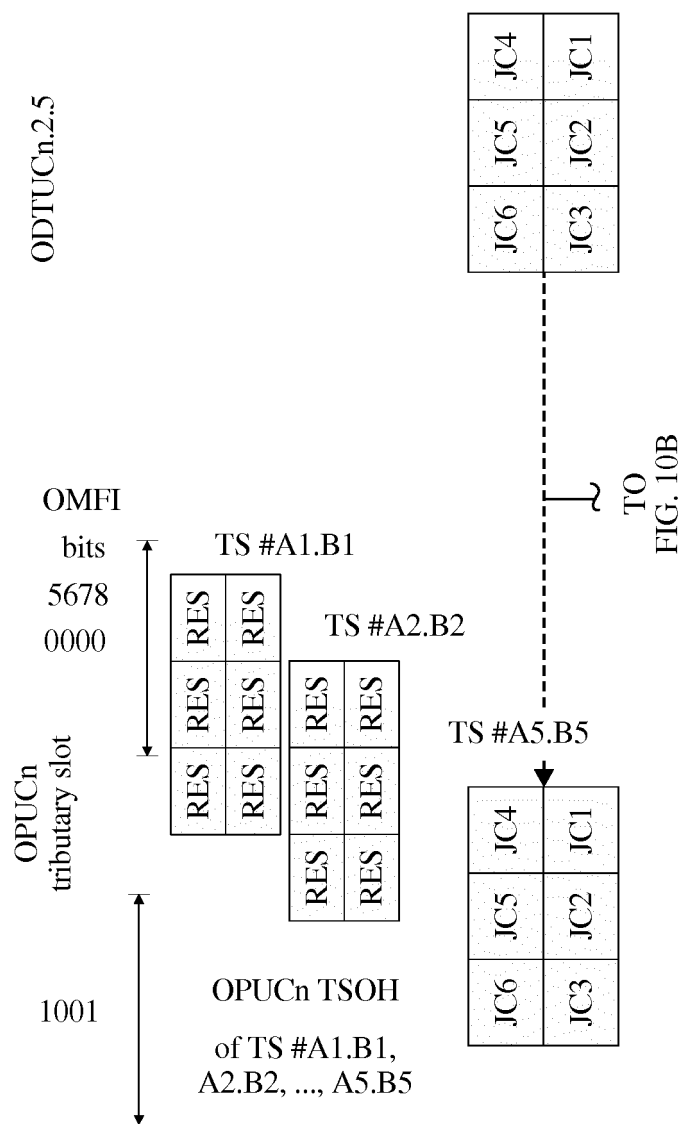 ODTUCn.2.5
JC4
JC5
JC6
JC1
JC2
JC3
OMFI
bits
5678
0000
TS #A1.B1
RES
RES
RES
RES
RES
RES
TS #A2.B2
RES
RES
RES
RES
RES
RES
TO
FIG. 10B
OPUCn
tributary slot
TS #A5.B5
JC4
JC5
JC6
JC1
JC2
JC3
1001
OPUCn TSOH
of TS #A1.B1,
A2.B2, ..., A5.B5